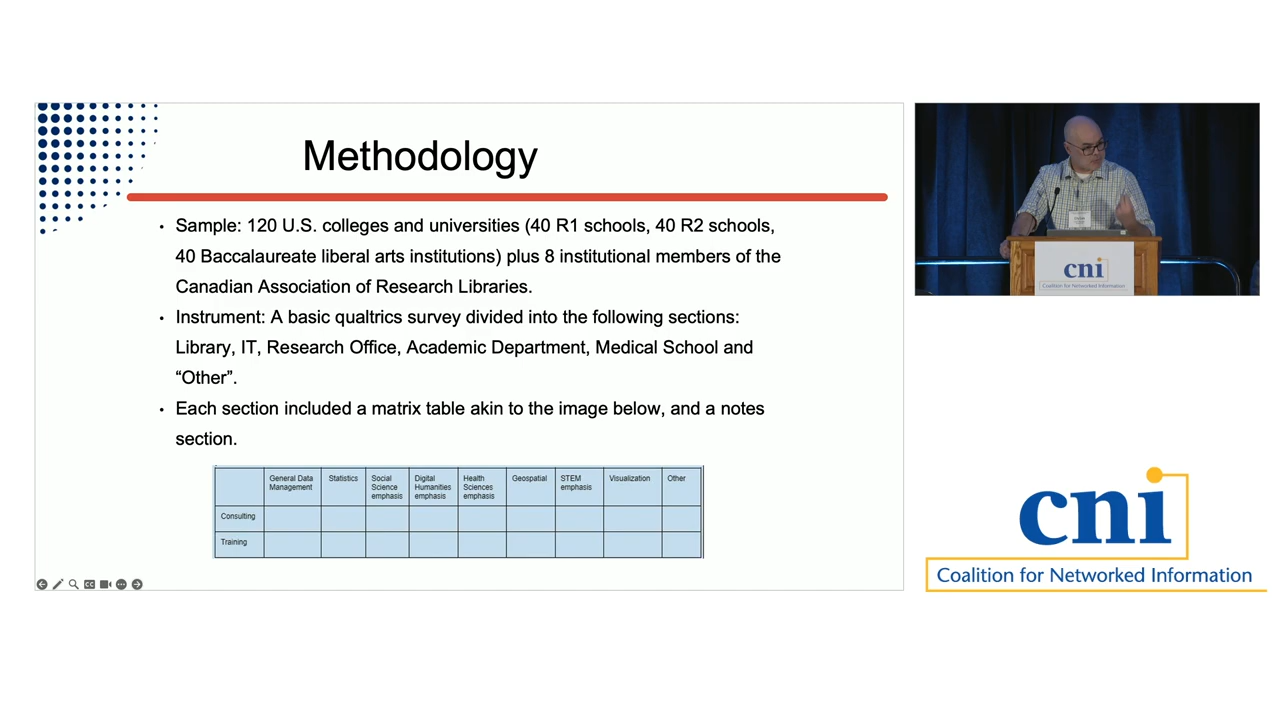 Methodology
• Sample: 120 U.S. colleges and universities (40 R1 schools, 40 R2 schools,
40 Baccalaureate liberal arts institutions) plus 8 institutional members of the
Canadian Association of Research Libraries.
• Instrument: A basic qualtrics survey divided into the following sections:
Library, IT, Research Office, Academic Department, Medical School and
“Other”.
• Each section included a matrix table akin to the image below, and a notes
section.
General Data Management Statistics Social Science emphasis Digital Humanities emphasis Health Sciences emphasis Geospatial STEM emphasis Visualization Other
Consulting
Training
cni
Coalition for Networked Information
cni
Coalition for Networked Information